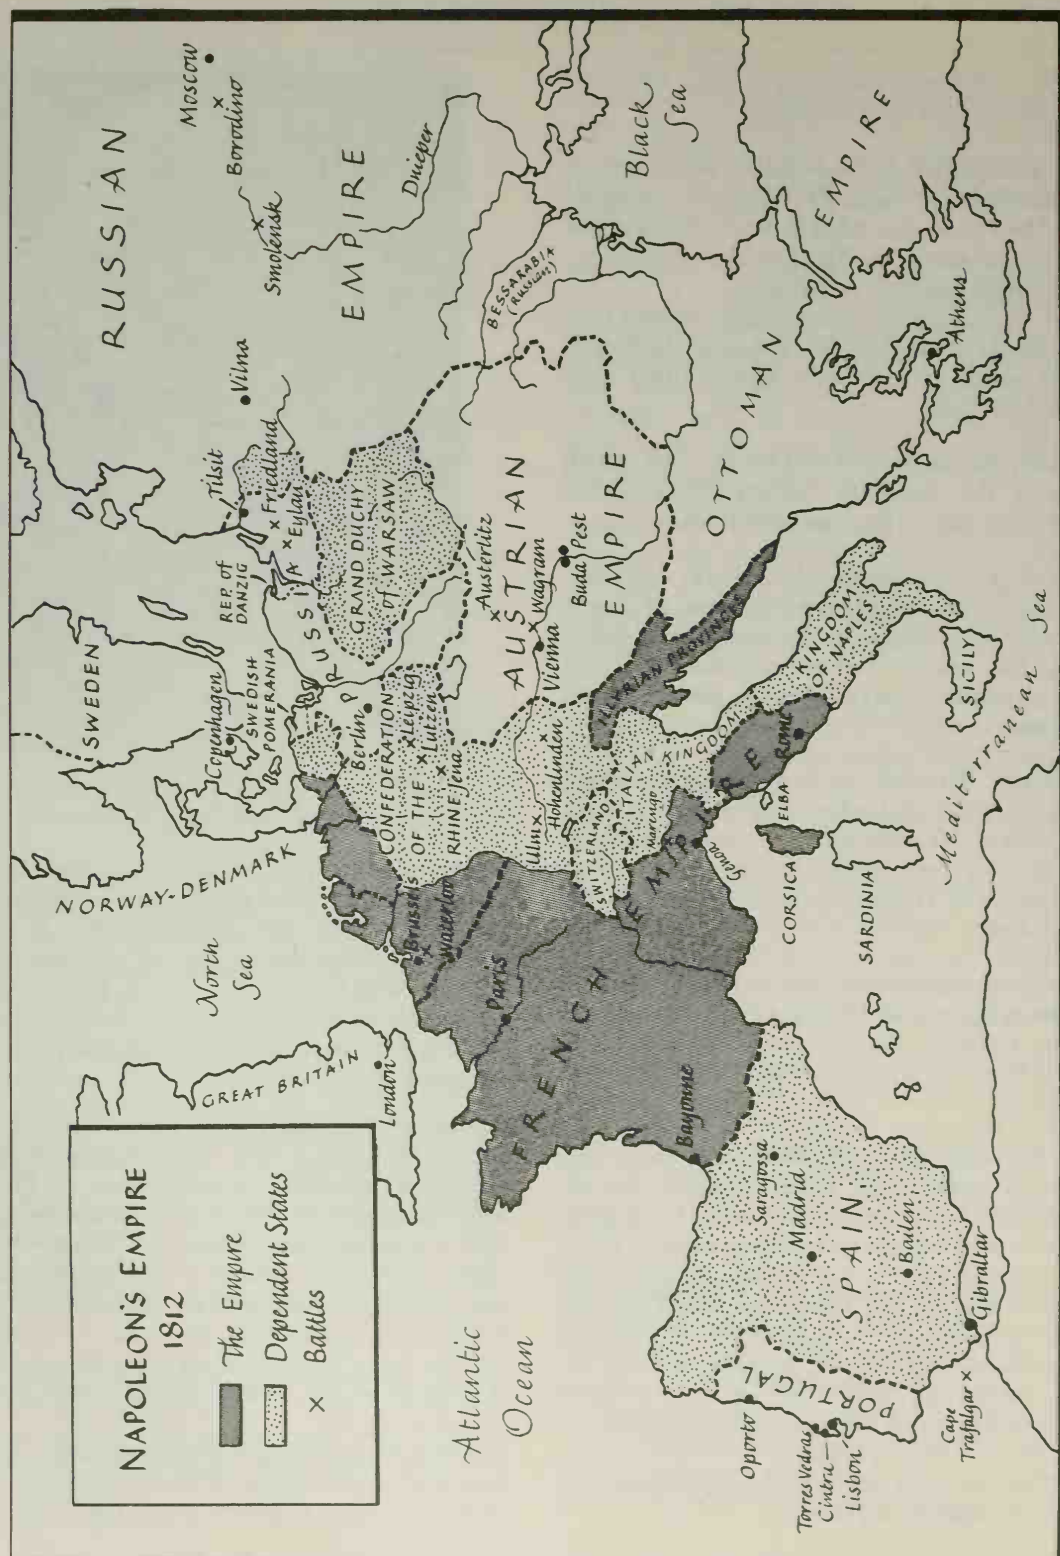 NAPOLEON'S EMPIRE
1812
The Empire
Dependent States
× Battles
Atlantic
Ocean
North
Sea
NORWAY-DENMARK
SWEDEN
RUSSIAN
EMPIRE
Moscow
Borodino
Smolensk
Dnieper
Vilna
Tilsit
Friedland
Eylau
REP. of
DANZIG
PRUSSIA
Copenhagen
SWEDISH
POMERANIA
GREAT BRITAIN
London
Berlin
GRAND DUCHY
of WARSAW
CONFEDERATION
OF THE
RHINE
Leipzig
Lutzen
Jena
Brussels
Waterloo
Paris
FRENCH
EMPIRE
Ulm
Hohenlinden
Austerlitz
Wagram
Vienna
AUSTRIAN
EMPIRE
Buda
Pest
BESSARABIA
(Russian)
Black
Sea
SWITZERLAND
ITALIAN KINGDOM
Marengo
Genoa
ILLYRIAN PROVINCES
OTTOMAN
EMPIRE
Athens
KINGDOM
OF NAPLES
Rome
ELBA
CORSICA
SARDINIA
SICILY
Mediterranean Sea
Bayonne
Saragossa
Madrid
SPAIN
Bailén
Gibraltar
PORTUGAL
Oporto
Torres Vedras
Cintra
Lisbon
Cape
Trafalgar